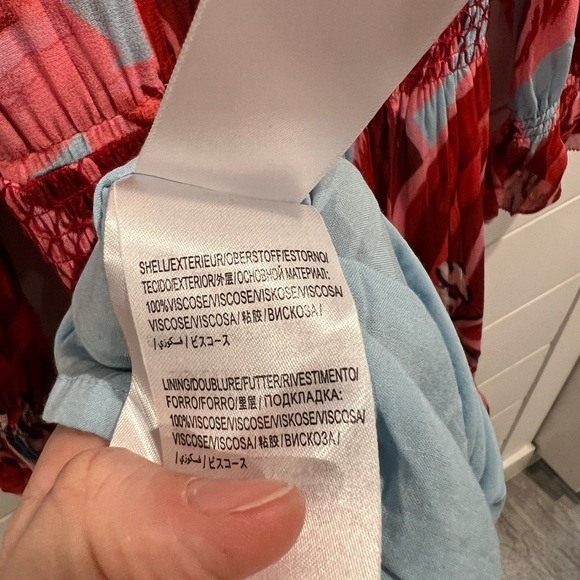 SHELL/EXTERIEUR/OBERSTOFF/ESTORNO/
TECIDO/EXTERIOR/外层/ОСНОВНОЙ МАТЕРИАЛ:
100%VISCOSE/VISCOSE/VISKOSE/VISCOSA/
VISCOSE/VISCOSA/粘胶/ВИСКОЗА/
/فسكوزي/ビスコース
LINING/DOUBLURE/FUTTER/RIVESTIMENTO/
FORRO/FORRO/里层/ПОДКЛАДКА:
100%VISCOSE/VISCOSE/VISKOSE/VISCOSA/
VISCOSE/VISCOSA/粘胶/ВИСКОЗА/
/فسكوزي/ビスコース